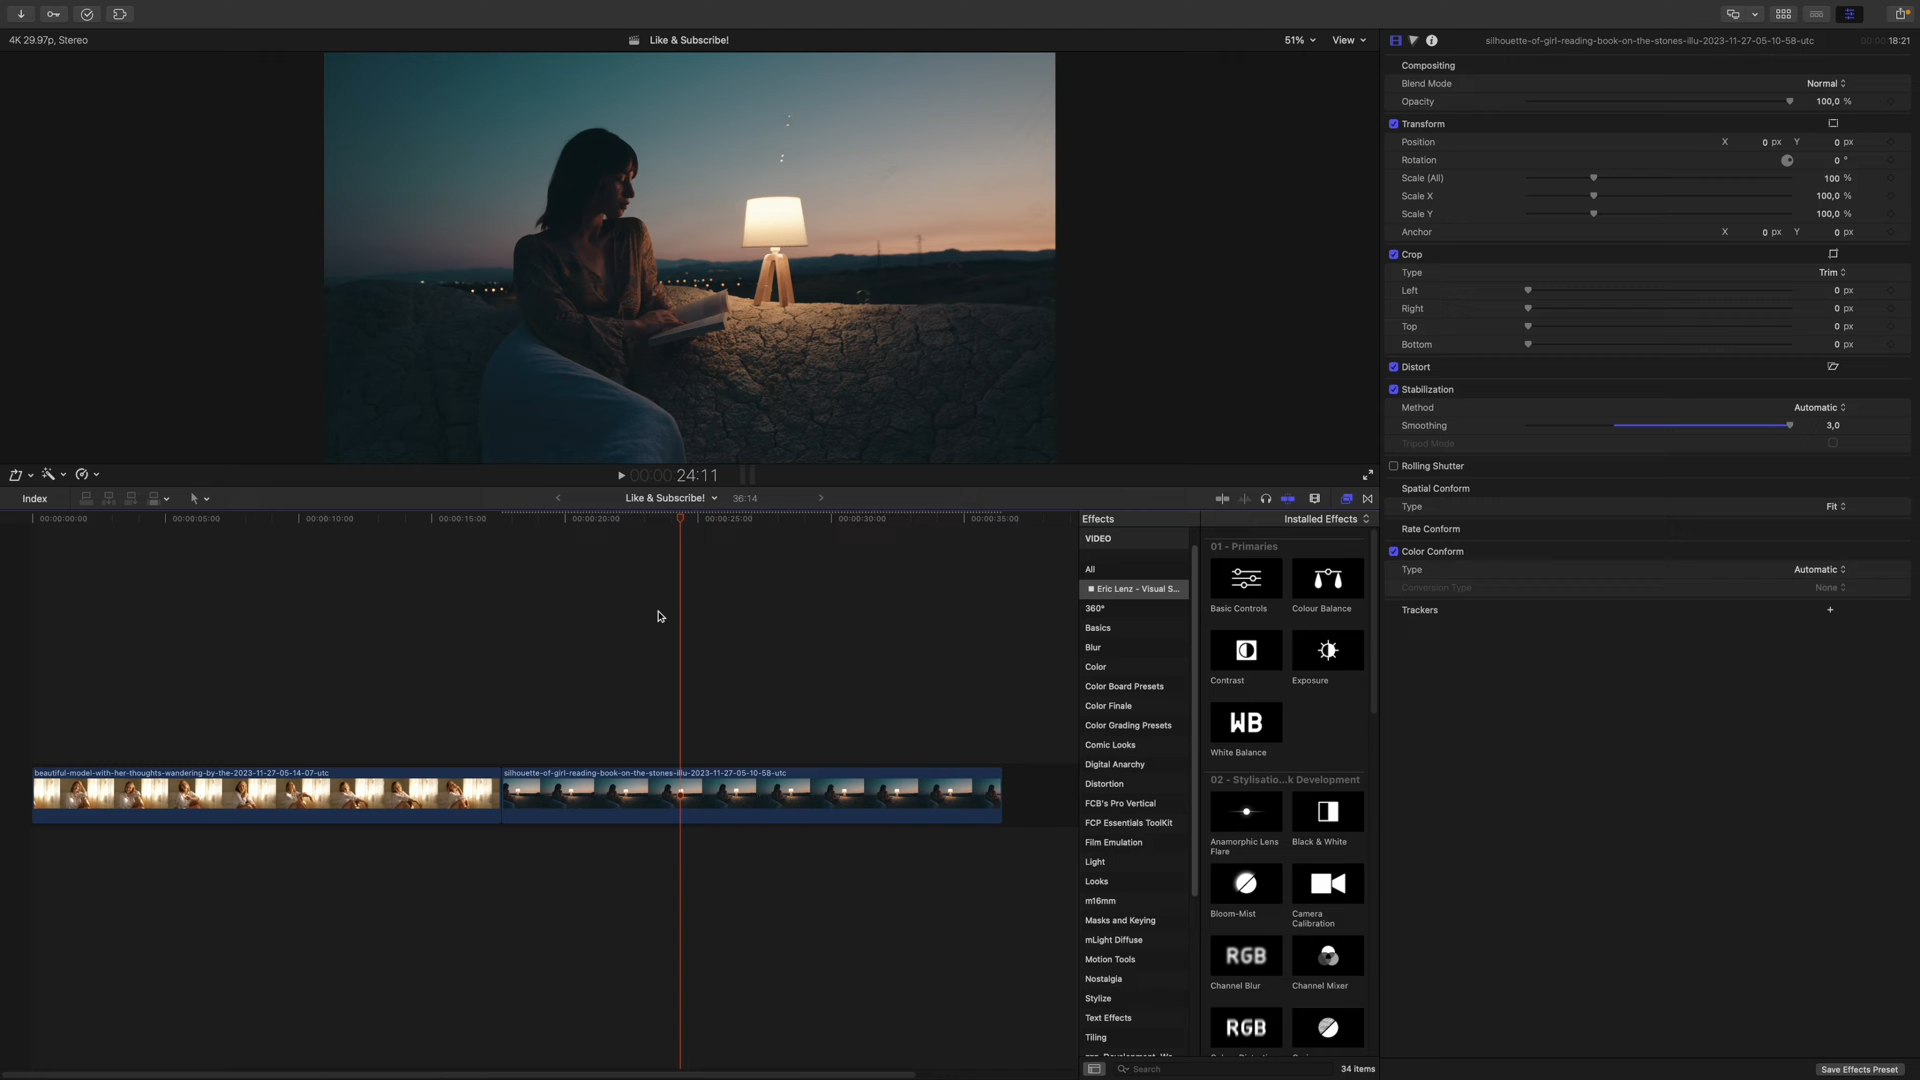 4K 29.97p, Stereo
Like & Subscribe!
51%
View
silhouette-of-girl-reading-book-on-the-stones-illu-2023-11-27-05-10-58-utc
00:00:18:21
Compositing
Blend Mode
Normal
Opacity
100,0 %
Transform
Position
X 0 px Y 0 px
Rotation
0 °
Scale (All)
100 %
Scale X
100,0 %
Scale Y
100,0 %
Anchor
X 0 px Y 0 px
Crop
Type
Trim
Left
0 px
Right
0 px
Top
0 px
Bottom
0 px
Distort
Stabilization
Method
Automatic
Smoothing
3,0
Tripod Mode
Rolling Shutter
Spatial Conform
Type
Fit
Rate Conform
Color Conform
Type
Automatic
Conversion Type
None
Trackers
+
00:00:24:11
Index
Like & Subscribe!
36:14
00:00:00:00
00:00:05:00
00:00:10:00
00:00:15:00
00:00:20:00
00:00:25:00
00:00:30:00
00:00:35:00
beautiful-model-with-her-thoughts-wandering-by-the-2023-11-27-05-14-07-utc
silhouette-of-girl-reading-book-on-the-stones-illu-2023-11-27-05-10-58-utc
Effects
Installed Effects
VIDEO
All
Eric Lenz - Visual S...
360°
Basics
Blur
Color
Color Board Presets
Color Finale
Color Grading Presets
Comic Looks
Digital Anarchy
Distortion
FCB's Pro Vertical
FCP Essentials ToolKit
Film Emulation
Light
Looks
m16mm
Masks and Keying
mLight Diffuse
Motion Tools
Nostalgia
Stylize
Text Effects
Tiling
01 - Primaries
Basic Controls
Colour Balance
Contrast
Exposure
WB
White Balance
02 - Stylisatio...k Development
Anamorphic Lens
Flare
Black & White
Bloom-Mist
Camera
Calibration
RGB
Channel Blur
Channel Mixer
RGB
Search
34 items
Save Effects Preset